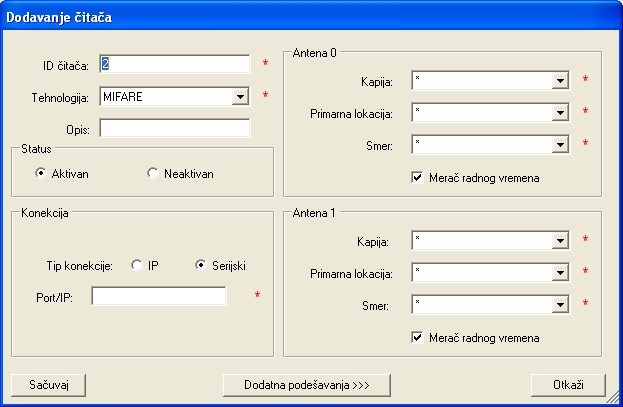 Dodavanje čitača
ID čitača: 2 *
Tehnologija: MIFARE *
Opis:
Status
Aktivan Neaktivan
Konekcija
Tip konekcije: IP Serijski
Port/IP: *
Antena 0
Kapija: * *
Primarna lokacija: * *
Smer: * *
Merač radnog vremena
Antena 1
Kapija: * *
Primarna lokacija: * *
Smer: * *
Merač radnog vremena
Sačuvaj Dodatna podešavanja >>> Otkaži